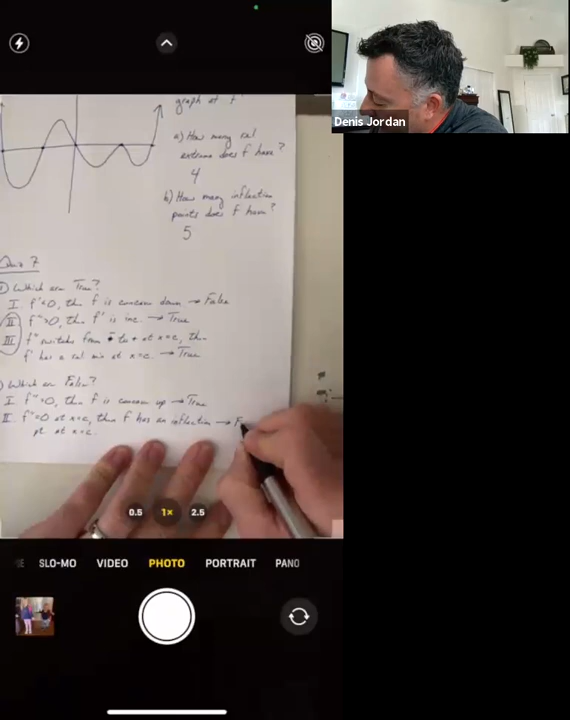 Denis Jordan
graph of f'
a) How many rel
extrema does f have?
4
b) How many inflection
points does f have?
5
Quiz 7
Which are True?
I. f'<0, then f is concave down → False
II f''>0, then f' is inc. → True
III f'' switches from - to + at x=c, then
f' has a rel min at x=c. → True
) Which are False?
I. f''>0, then f is concave up → True
II. f''=0 at x=c, then f has an inflection → F
pt at x=c.
0.5 1× 2.5
SLO-MO VIDEO PHOTO PORTRAIT PANO